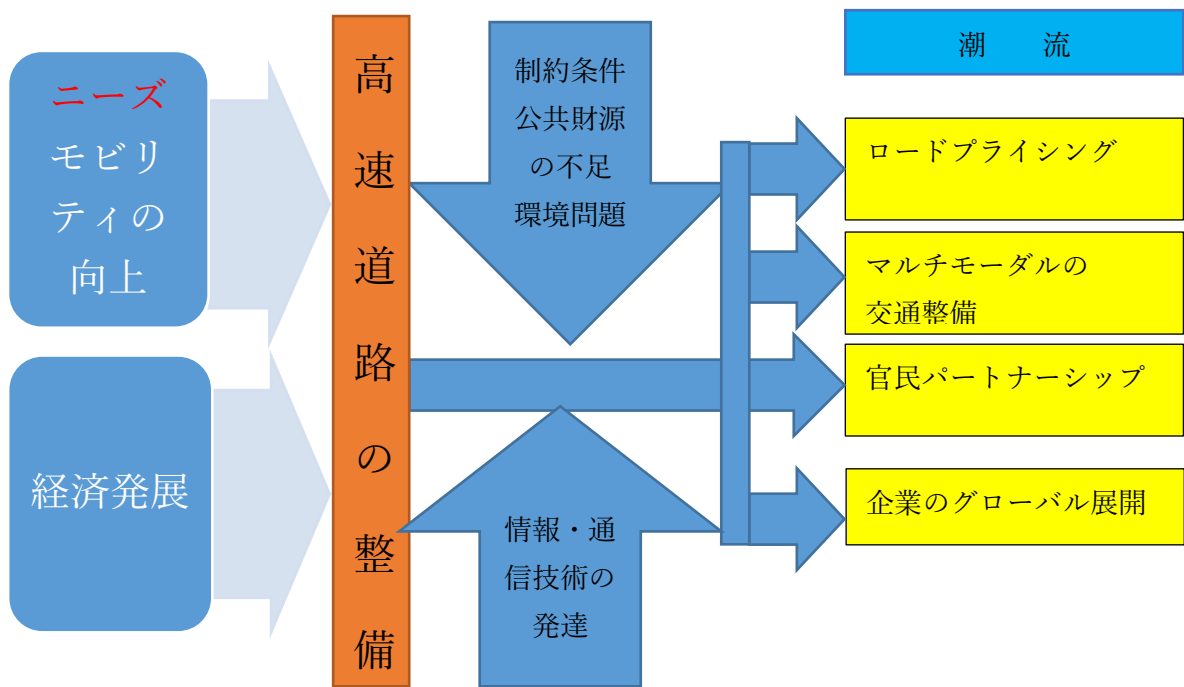 ニーズ
モビリ
ティの
向上
経済発展
高速道路の整備
制約条件
公共財源
の不足
環境問題
情報・通
信技術の
発達
潮　流
ロードプライシング
マルチモーダルの
交通整備
官民パートナーシップ
企業のグローバル展開